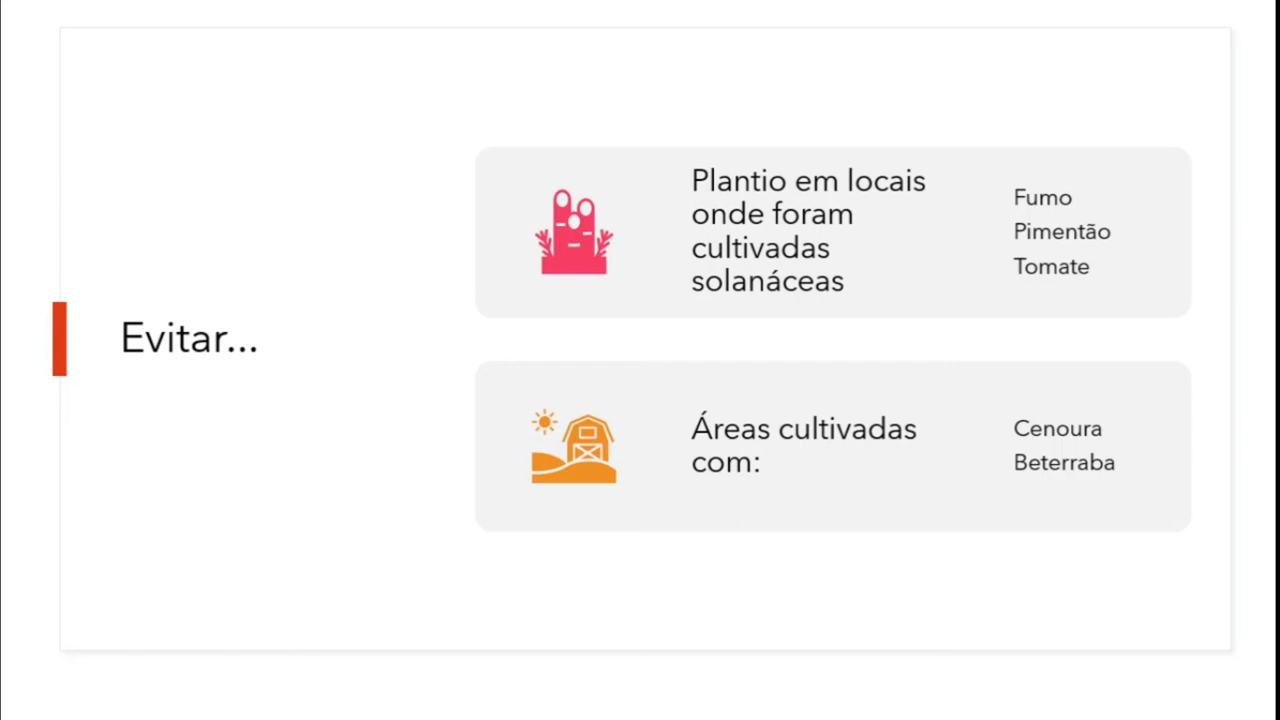 Evitar...
Plantio em locais
onde foram
cultivadas
solanáceas
Fumo
Pimentão
Tomate
Áreas cultivadas
com:
Cenoura
Beterraba